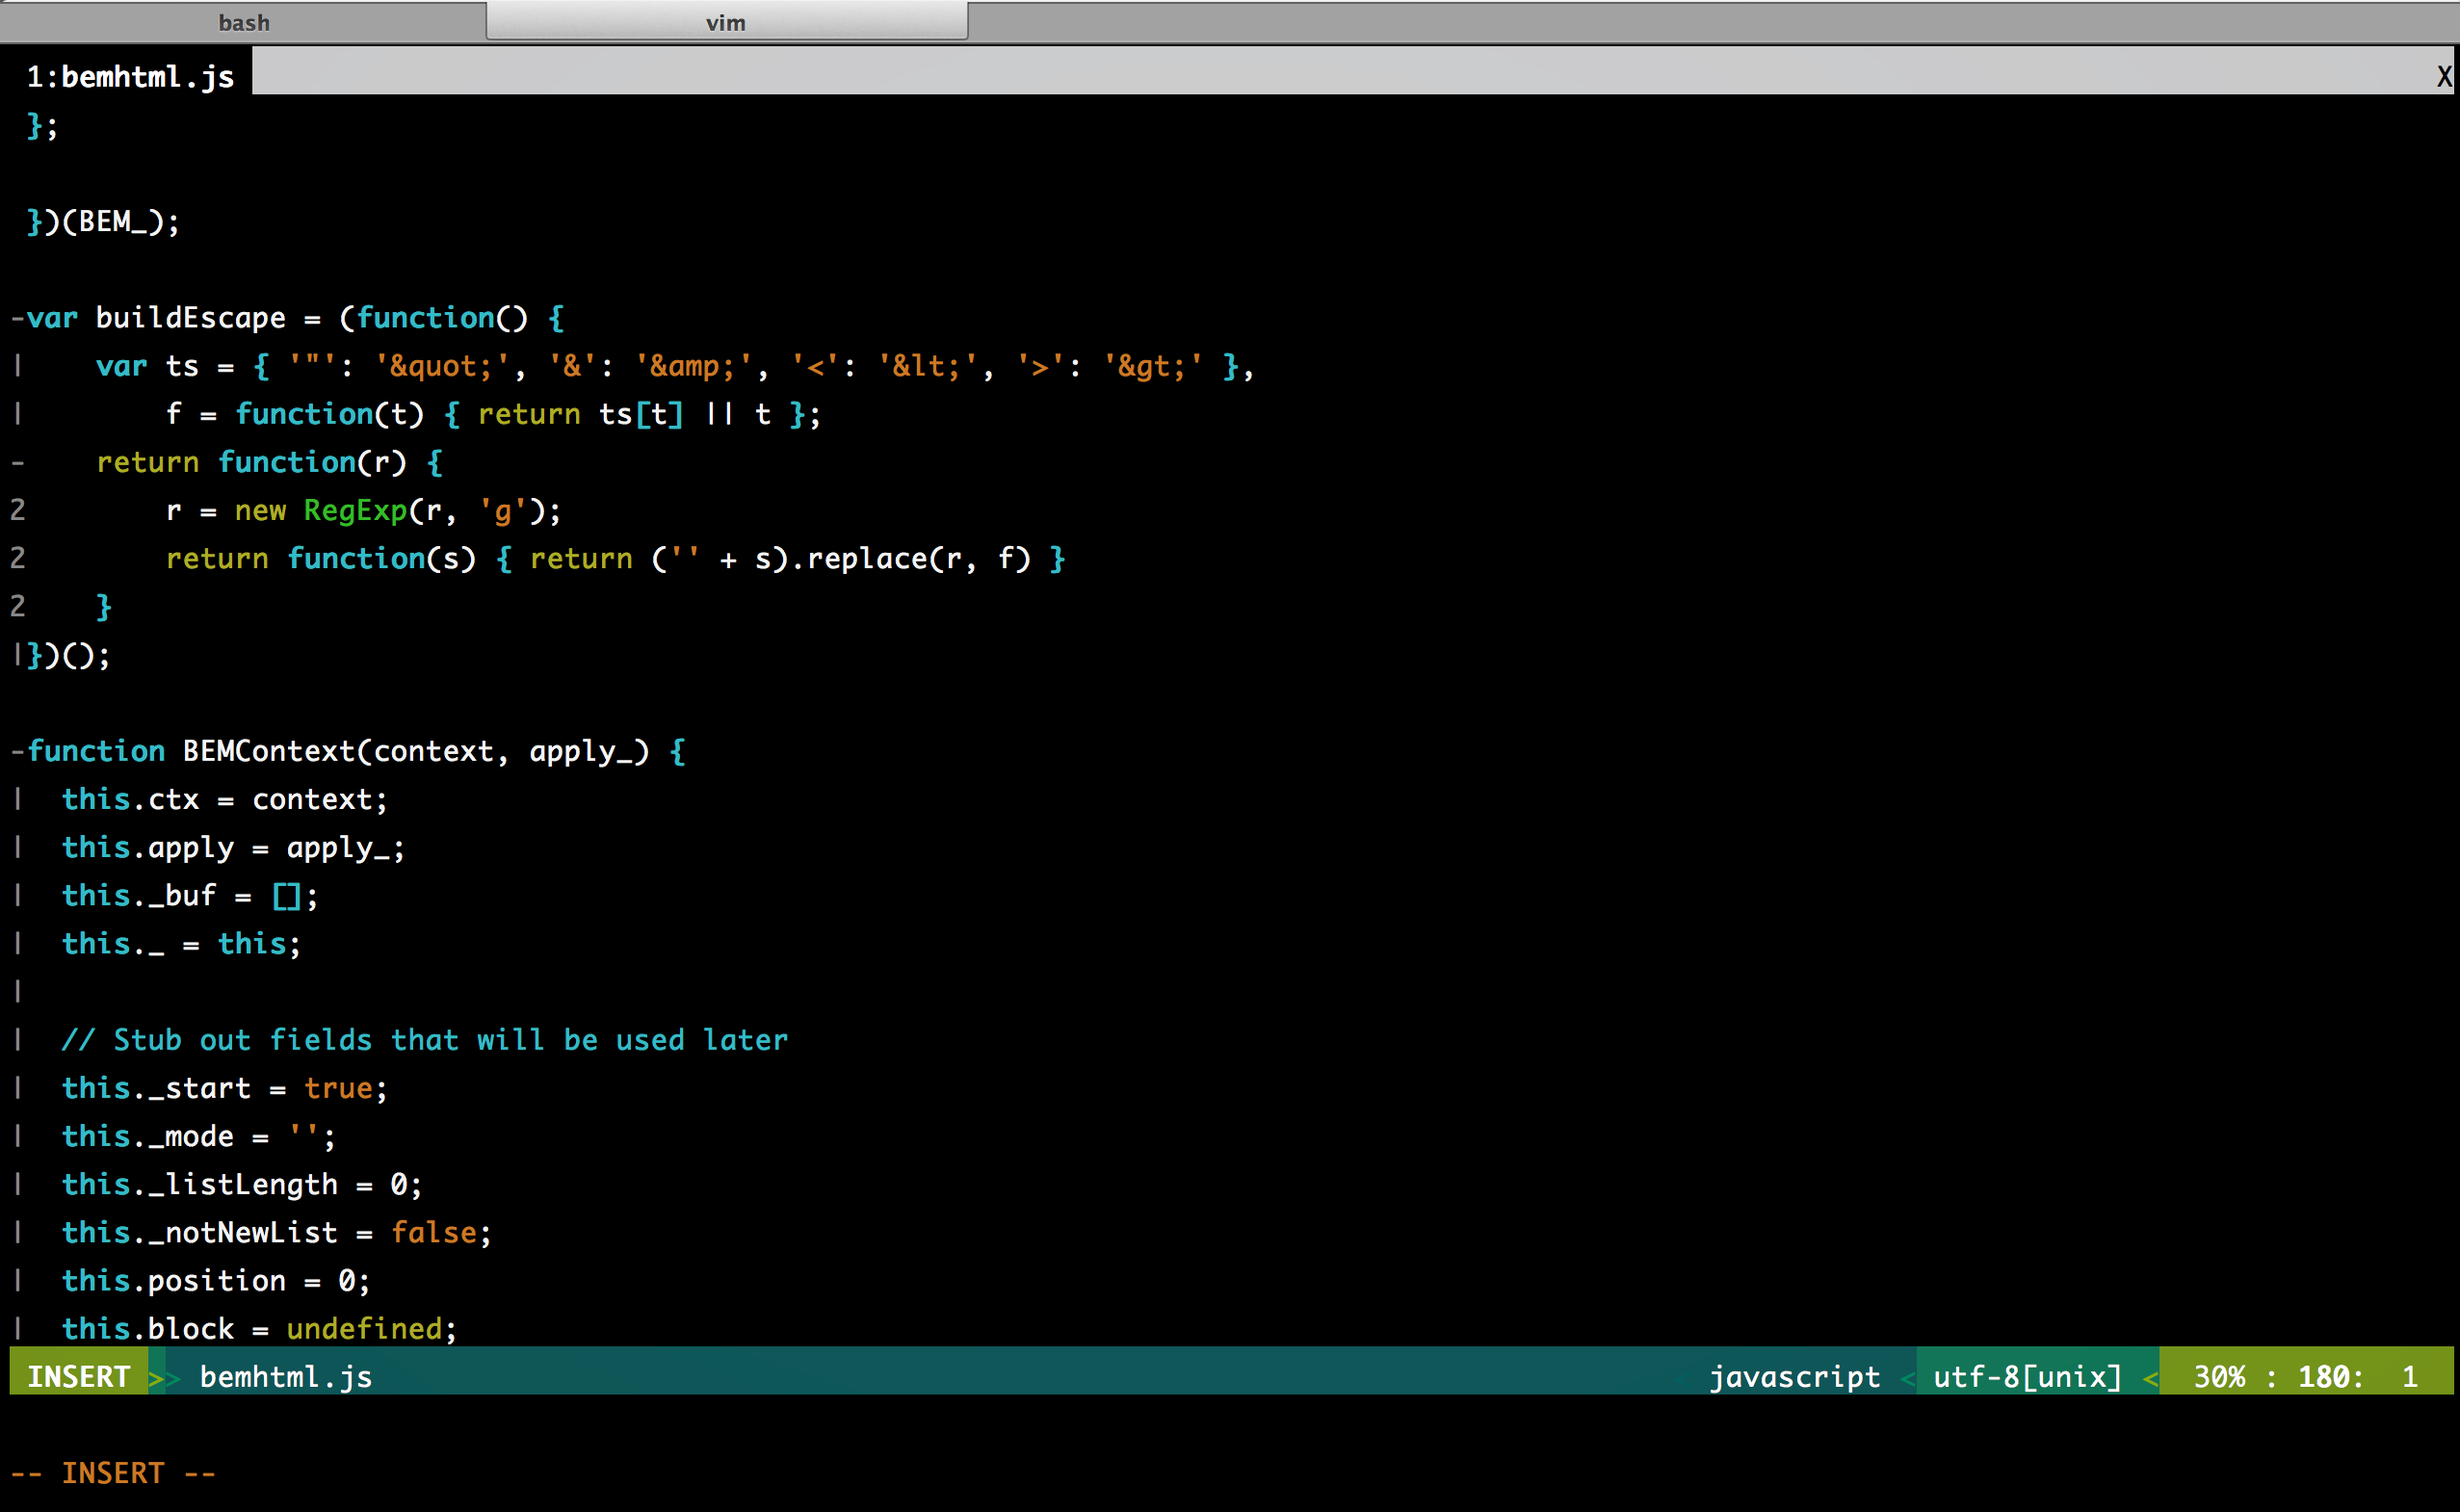 bash vim
1:bemhtml.js X
};
})(BEM_);
-var buildEscape = (function() {
|    var ts = { '"': '&quot;', '&': '&amp;', '<': '&lt;', '>': '&gt;' },
|        f = function(t) { return ts[t] || t };
-    return function(r) {
2        r = new RegExp(r, 'g');
2        return function(s) { return ('' + s).replace(r, f) }
2    }
|})();
-function BEMContext(context, apply_) {
|  this.ctx = context;
|  this.apply = apply_;
|  this._buf = [];
|  this._ = this;
|
|  // Stub out fields that will be used later
|  this._start = true;
|  this._mode = '';
|  this._listLength = 0;
|  this._notNewList = false;
|  this.position = 0;
|  this.block = undefined;
INSERT >> bemhtml.js javascript < utf-8[unix] < 30% : 180: 1
-- INSERT --